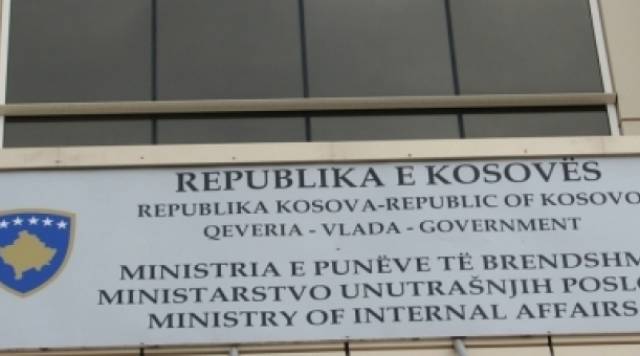 REPUBLIKA E KOSOVËS
REPUBLIKA KOSOVA-REPUBLIC OF KOSOVO
QEVERIA - VLADA - GOVERNMENT
MINISTRIA E PUNËVE TË BRENDSHM
MINISTARSTVO UNUTRAŠNJIH POSLO
MINISTRY OF INTERNAL AFFAIRS